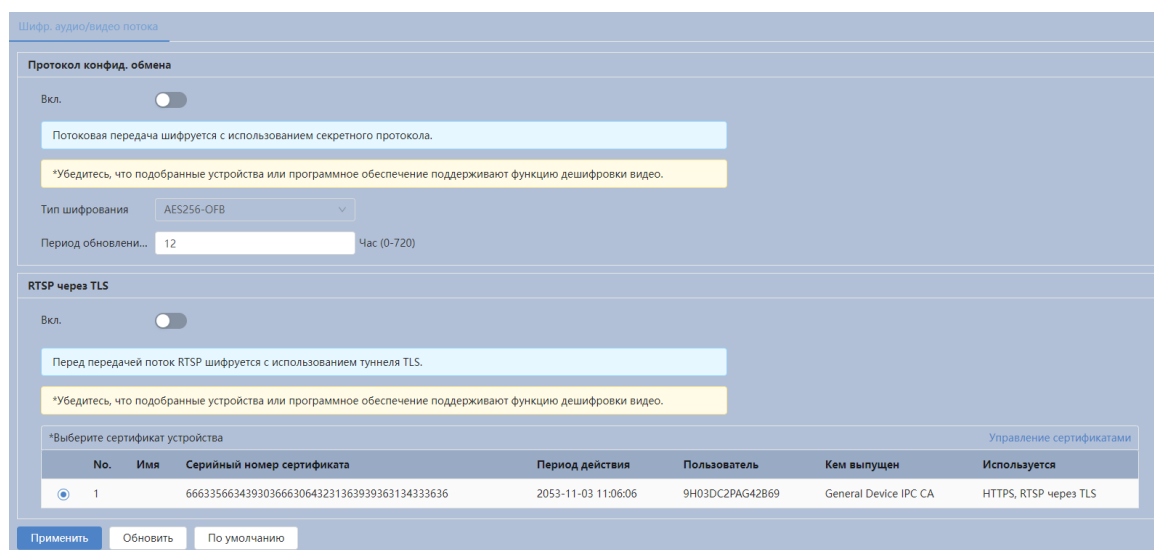 Шифр. аудио/видео потока
Протокол конфид. обмена
Вкл.
Потоковая передача шифруется с использованием секретного протокола.
*Убедитесь, что подобранные устройства или программное обеспечение поддерживают функцию дешифровки видео.
Тип шифрования AES256-OFB
Период обновлени... 12 Час (0-720)
RTSP через TLS
Вкл.
Перед передачей поток RTSP шифруется с использованием туннеля TLS.
*Убедитесь, что подобранные устройства или программное обеспечение поддерживают функцию дешифровки видео.
*Выберите сертификат устройства Управление сертификатами
No. Имя Серийный номер сертификата Период действия Пользователь Кем выпущен Используется
1 666335663439303666306432313639393631343336​36 2053-11-03 11:06:06 9H03DC2PAG42B69 General Device IPC CA HTTPS, RTSP через TLS
Применить Обновить По умолчанию